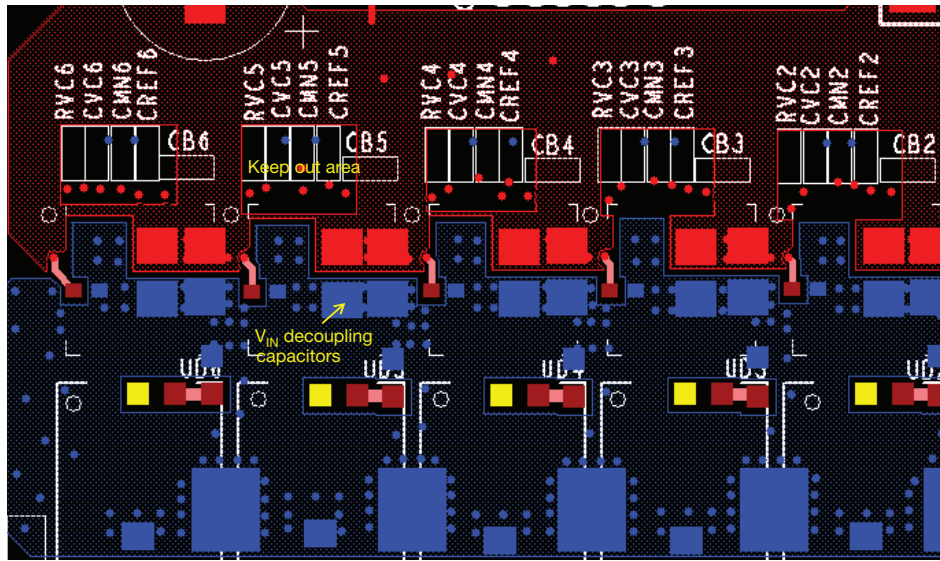 RVC6
CVC6
CMN6
CREF6
CB6
RVC5
CVC5
CMN5
CREF5
CB5
RVC4
CVC4
CMN4
CREF4
CB4
RVC3
CVC3
CMN3
CREF3
CB3
RVC2
CVC2
CMN2
CREF2
CB2
Keep out area
VIN decoupling
capacitors